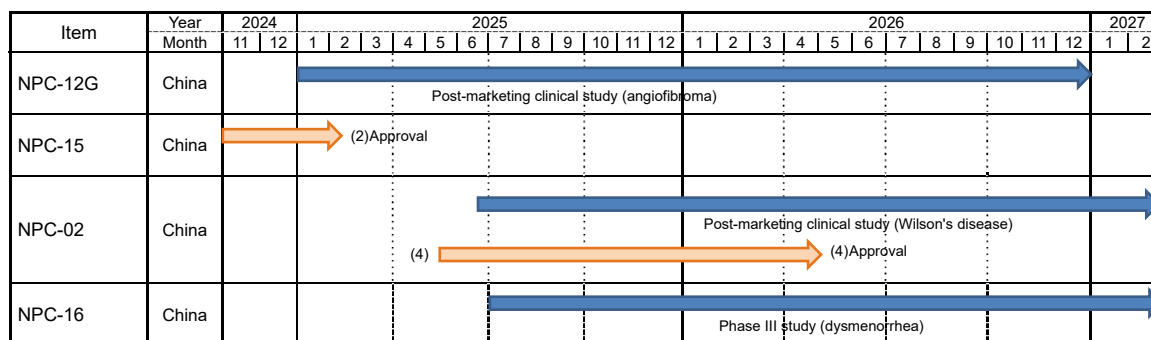 Item Year 2024 2025 2026 2027
Month 11 12 1 2 3 4 5 6 7 8 9 10 11 12 1 2 3 4 5 6 7 8 9 10 11 12 1 2
NPC-12G China
Post-marketing clinical study (angiofibroma)
NPC-15 China (2)Approval
NPC-02 China
Post-marketing clinical study (Wilson's disease)
(4) (4)Approval
NPC-16 China
Phase III study (dysmenorrhea)